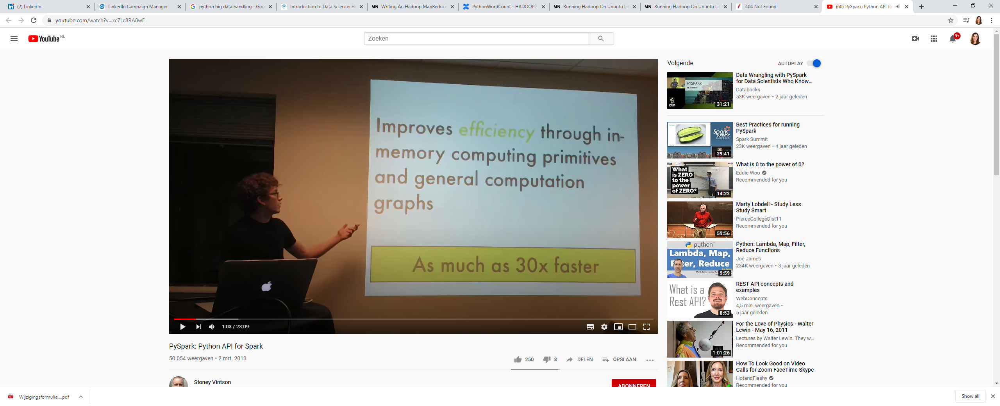 (2) LinkedIn
LinkedIn Campaign Manager
python big data handling - Goo
Introduction to Data Science: Ho
MN Writing An Hadoop MapReduce
PythonWordCount - HADOOP2
MN Running Hadoop On Ubuntu Lin
MN Running Hadoop On Ubuntu Lin
404 Not Found
(60) PySpark: Python API fo
youtube.com/watch?v=xc7Lc8RA8wE
YouTube NL
Zoeken
9+
Improves efficiency through in-
memory computing primitives
and general computation
graphs
As much as 30x faster
1:03 / 23:09
PySpark: Python API for Spark
50.054 weergaven • 2 mrt. 2013
250
8
DELEN
OPSLAAN
Stoney Vintson
ABONNEREN
Volgende
AUTOPLAY
PYSPARK
vs. Pandas
SPARK
SUMMIT
31:21
Data Wrangling with PySpark
for Data Scientists Who Know...
Databricks
53K weergaven • 2 jaar geleden
Spark
Summit
EUROPE2015
29:41
Best Practices for running
PySpark
Spark Summit
23K weergaven • 4 jaar geleden
What
is ZERO
to the
power
of ZERO?
14:22
What is 0 to the power of 0?
Eddie Woo
Recommended for you
59:56
Marty Lobdell - Study Less
Study Smart
PierceCollegeDist11
Recommended for you
python
Lambda, Map,
Filter, Reduce
Joe James
9:59
Python: Lambda, Map, Filter,
Reduce Functions
Joe James
234K weergaven • 3 jaar geleden
What is a
Rest API?
8:53
REST API concepts and
examples
WebConcepts
4,5 mln. weergaven •
5 jaar geleden
1:01:26
For the Love of Physics - Walter
Lewin - May 16, 2011
Lectures by Walter Lewin. They w...
Recommended for you
How To Look Good on Video
Calls for Zoom FaceTime Skype
HotandFlashy
Recommended for you
Wijzigingsformulie....pdf
Show all